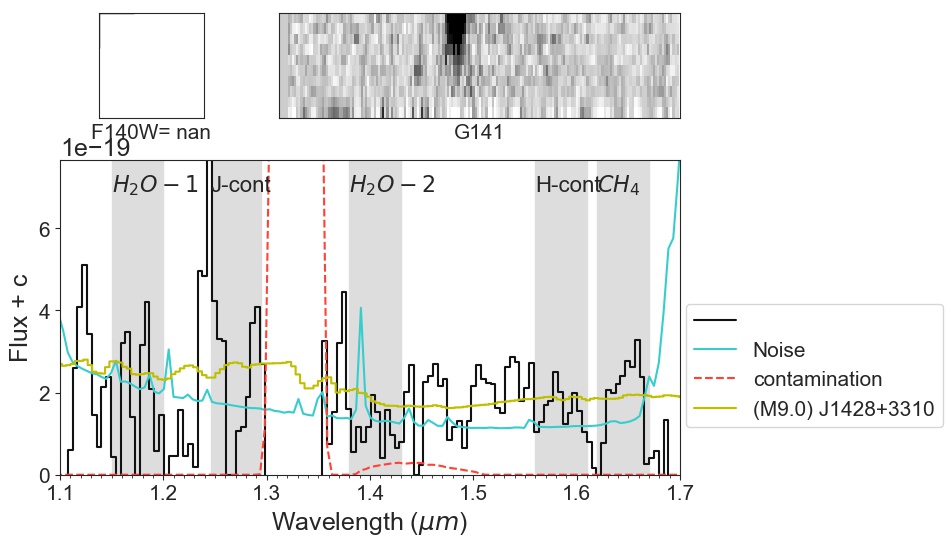 F140W= nan
G141
1e−19
H₂O − 1
J-cont
H₂O − 2
H-cont
CH₄
6
4
2
0
Flux + c
1.1
1.2
1.3
1.4
1.5
1.6
1.7
Wavelength (μm)
Noise
contamination
(M9.0) J1428+3310